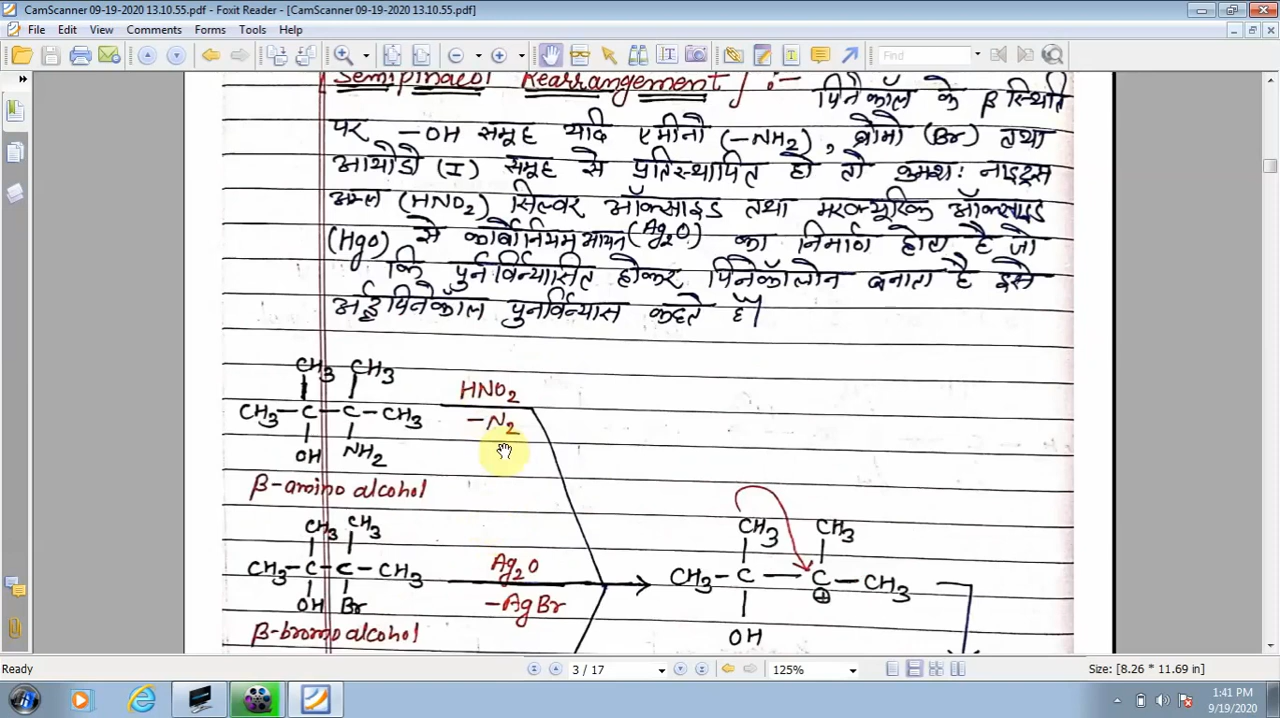 CamScanner 09-19-2020 13.10.55.pdf - Foxit Reader - [CamScanner 09-19-2020 13.10.55.pdf]
File Edit View Comments Forms Tools Help
Find
Semipinacol Rearrangement] :- पिनैकॉल के β स्थिति
पर -OH समूह यदि एमीनो (-NH2), ब्रोमो (Br) तथा
आयोडो (I) समूह से प्रतिस्थापित हो तो क्रमशः नाइट्रस
अम्ल (HNO2) सिल्वर ऑक्साइड (Ag2O) तथा मरक्यूरिक ऑक्साइड
(HgO) से कार्बोनियम आयन का निर्माण होता है जो
कि पुर्नविन्यासित होकर पिनैकॉलोन बनाता है इसे
अर्द्धपिनेकॉल पुनर्विन्यास कहते हैं।
CH3 CH3
CH3-C-C-CH3
OH NH2
HNO2
-N2
β-amino alcohol
CH3 CH3
CH3-C-C-CH3
OH Br
Ag2O
-AgBr
β-bromo alcohol
CH3 CH3
CH3-C-C-CH3
⊕
OH
Ready 3 / 17 125% Size: [8.26 * 11.69 in]
1:41 PM
9/19/2020